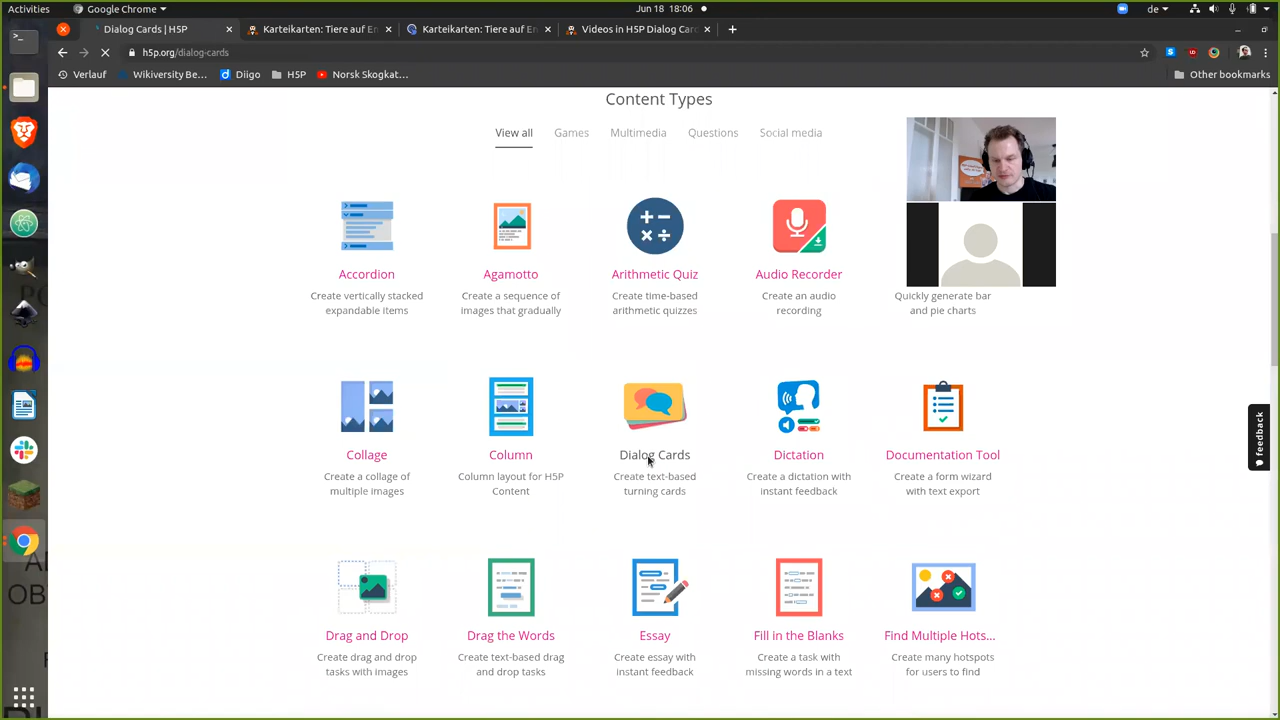 Activities
Google Chrome
Jun 18 18:06
de
Dialog Cards | H5P
Karteikarten: Tiere auf En
Karteikarten: Tiere auf En
Videos in H5P Dialog Car
h5p.org/dialog-cards
Verlauf
Wikiversity Be...
Diigo
H5P
Norsk Skogkat...
Other bookmarks
Content Types
View all
Games
Multimedia
Questions
Social media
Accordion
Agamotto
Arithmetic Quiz
Audio Recorder
Create vertically stacked
expandable items
Create a sequence of
images that gradually
Create time-based
arithmetic quizzes
Create an audio
recording
Quickly generate bar
and pie charts
Collage
Column
Dialog Cards
Dictation
Documentation Tool
Create a collage of
multiple images
Column layout for H5P
Content
Create text-based
turning cards
Create a dictation with
instant feedback
Create a form wizard
with text export
feedback
Drag and Drop
Drag the Words
Essay
Fill in the Blanks
Find Multiple Hots...
Create drag and drop
tasks with images
Create text-based drag
and drop tasks
Create essay with
instant feedback
Create a task with
missing words in a text
Create many hotspots
for users to find